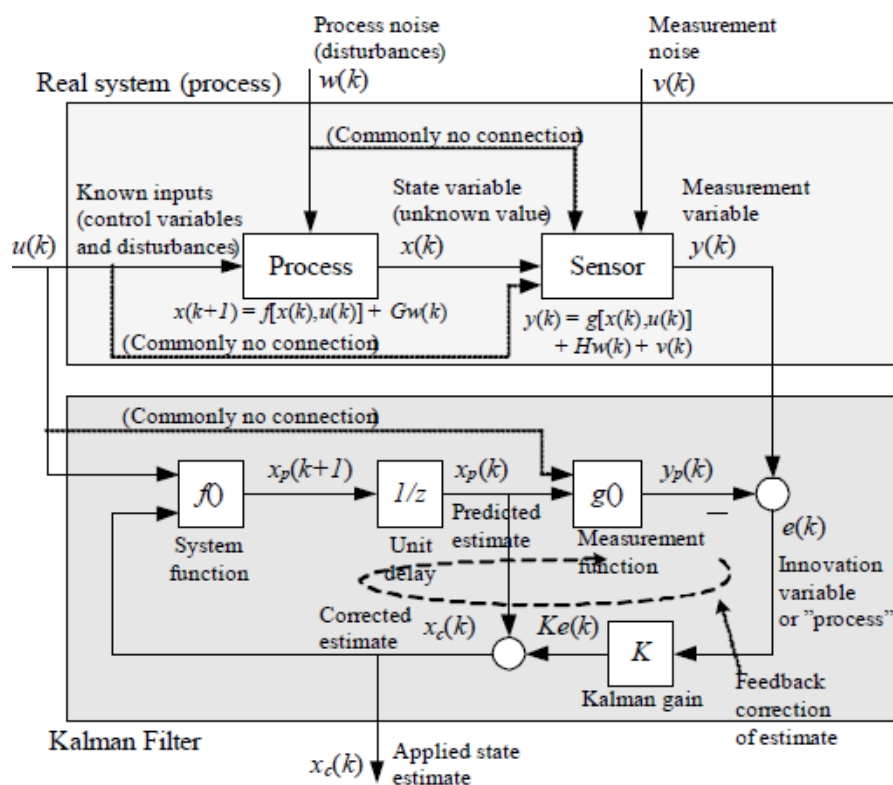 Process noise
(disturbances)
w(k)
Measurement
noise
v(k)
Real system (process)
(Commonly no connection)
Known inputs
(control variables
and disturbances)
u(k)
State variable
(unknown value)
x(k)
Measurement
variable
y(k)
Process
Sensor
x(k+1) = f[x(k),u(k)] + Gw(k)
y(k) = g[x(k),u(k)]
+ Hw(k) + v(k)
(Commonly no connection)
(Commonly no connection)
f()
xp(k+1)
1/z
xp(k)
g()
yp(k)
−
e(k)
System
function
Unit
delay
Predicted
estimate
Measurement
function
Innovation
variable
or ”process”
Corrected
estimate
xc(k)
Ke(k)
K
Kalman gain
Feedback
correction
of estimate
Kalman Filter
xc(k)
Applied state
estimate